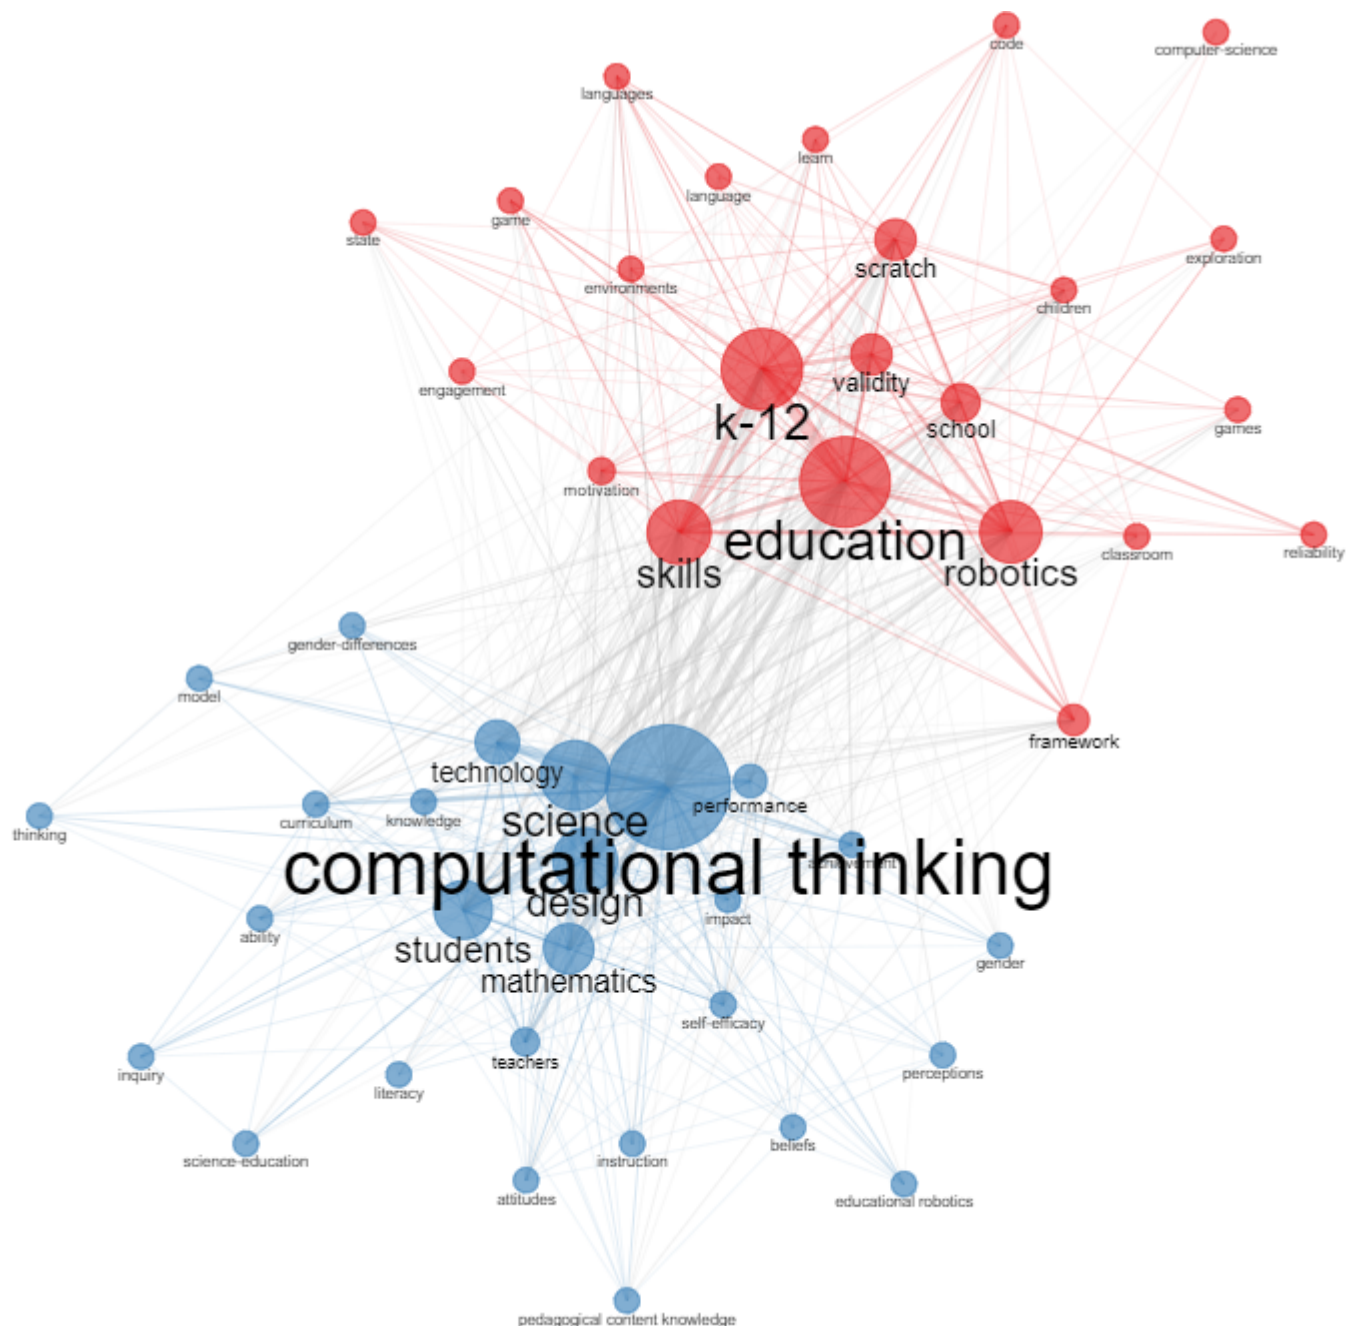 code
computer-science
languages
learn
language
game
state
scratch
exploration
environments
children
validity
engagement
k-12
school
games
motivation
education
skills
robotics
classroom
reliability
gender-differences
model
framework
technology
performance
science
thinking
curriculum
knowledge
achievement
computational thinking
design
impact
ability
students
mathematics
gender
self-efficacy
teachers
inquiry
literacy
perceptions
beliefs
science-education
instruction
attitudes
educational robotics
pedagogical content knowledge